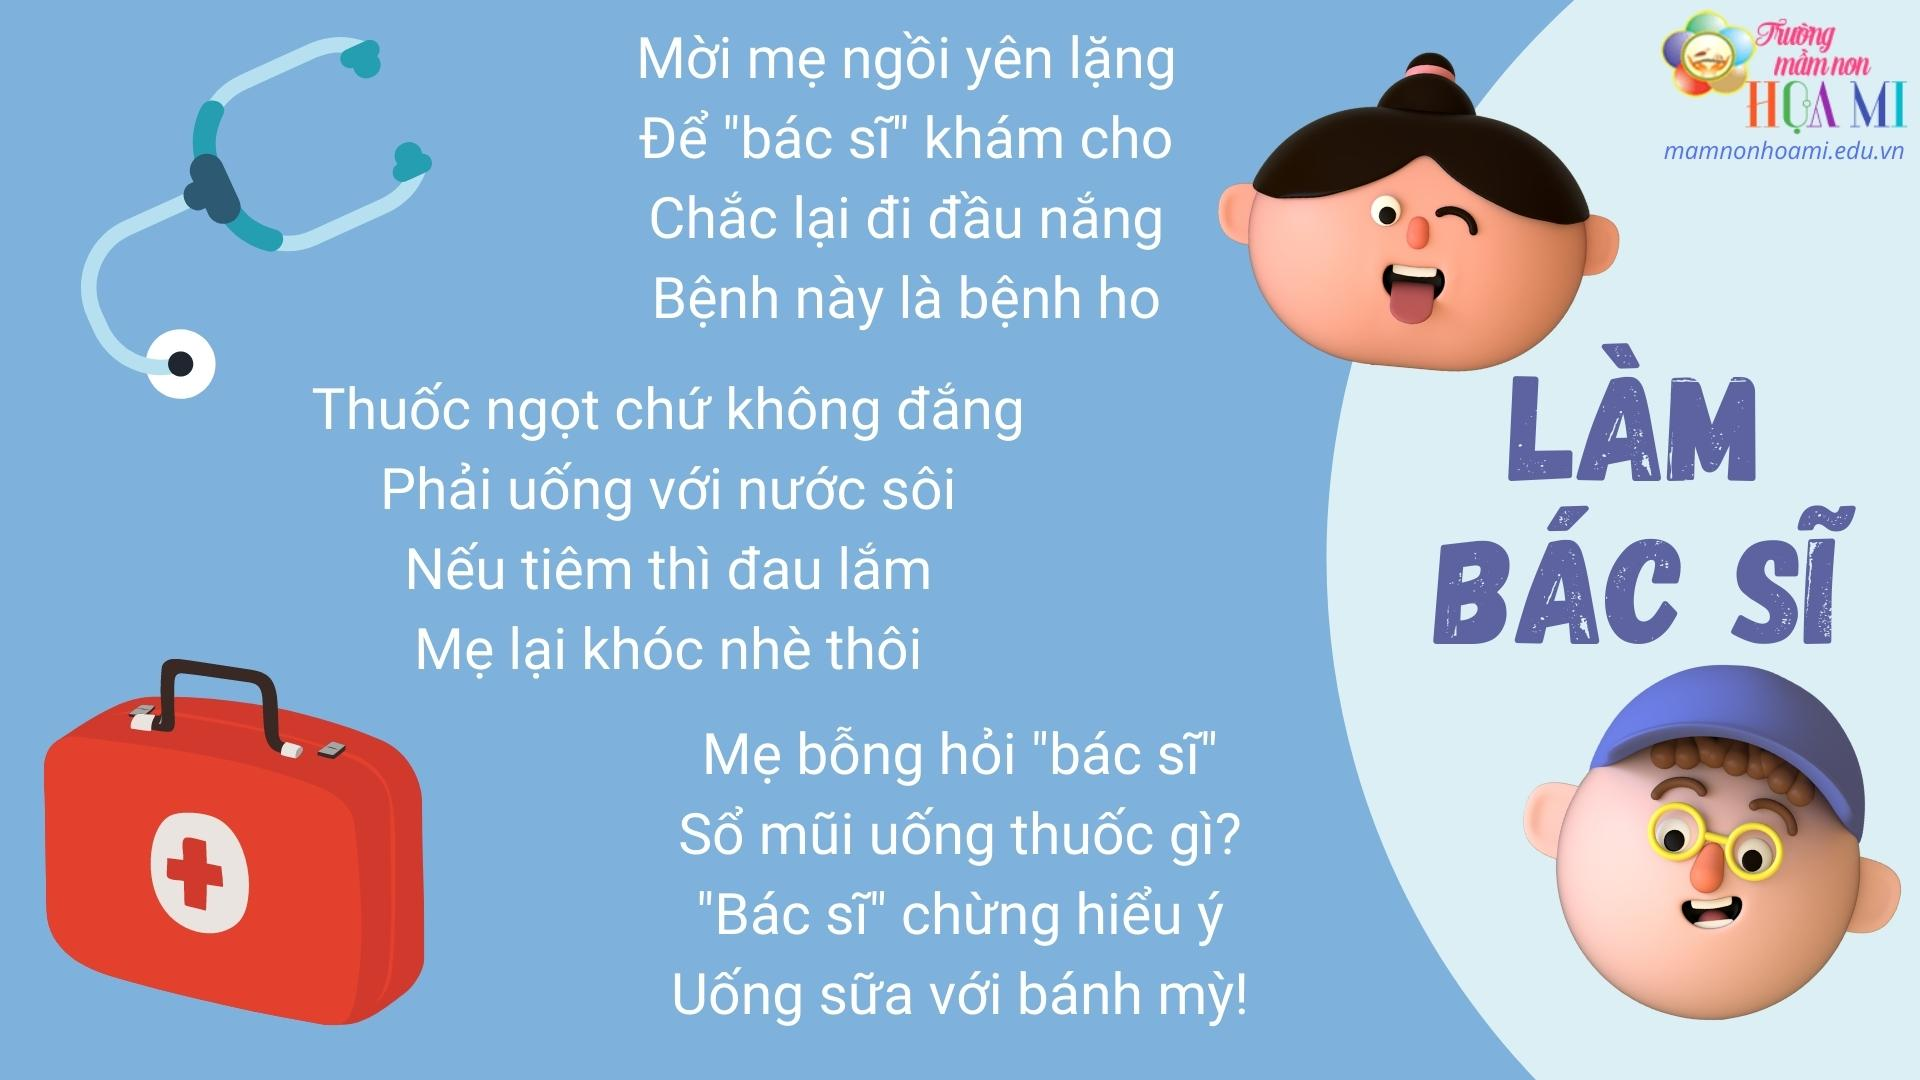 Mời mẹ ngồi yên lặng
Để "bác sĩ" khám cho
Chắc lại đi đầu nắng
Bệnh này là bệnh ho
Thuốc ngọt chứ không đắng
Phải uống với nước sôi
Nếu tiêm thì đau lắm
Mẹ lại khóc nhè thôi
Mẹ bỗng hỏi "bác sĩ"
Sổ mũi uống thuốc gì?
"Bác sĩ" chừng hiểu ý
Uống sữa với bánh mỳ!
Trường
mầm non
HỌA MI
mamnonhoami.edu.vn
LÀM
BÁC SĨ